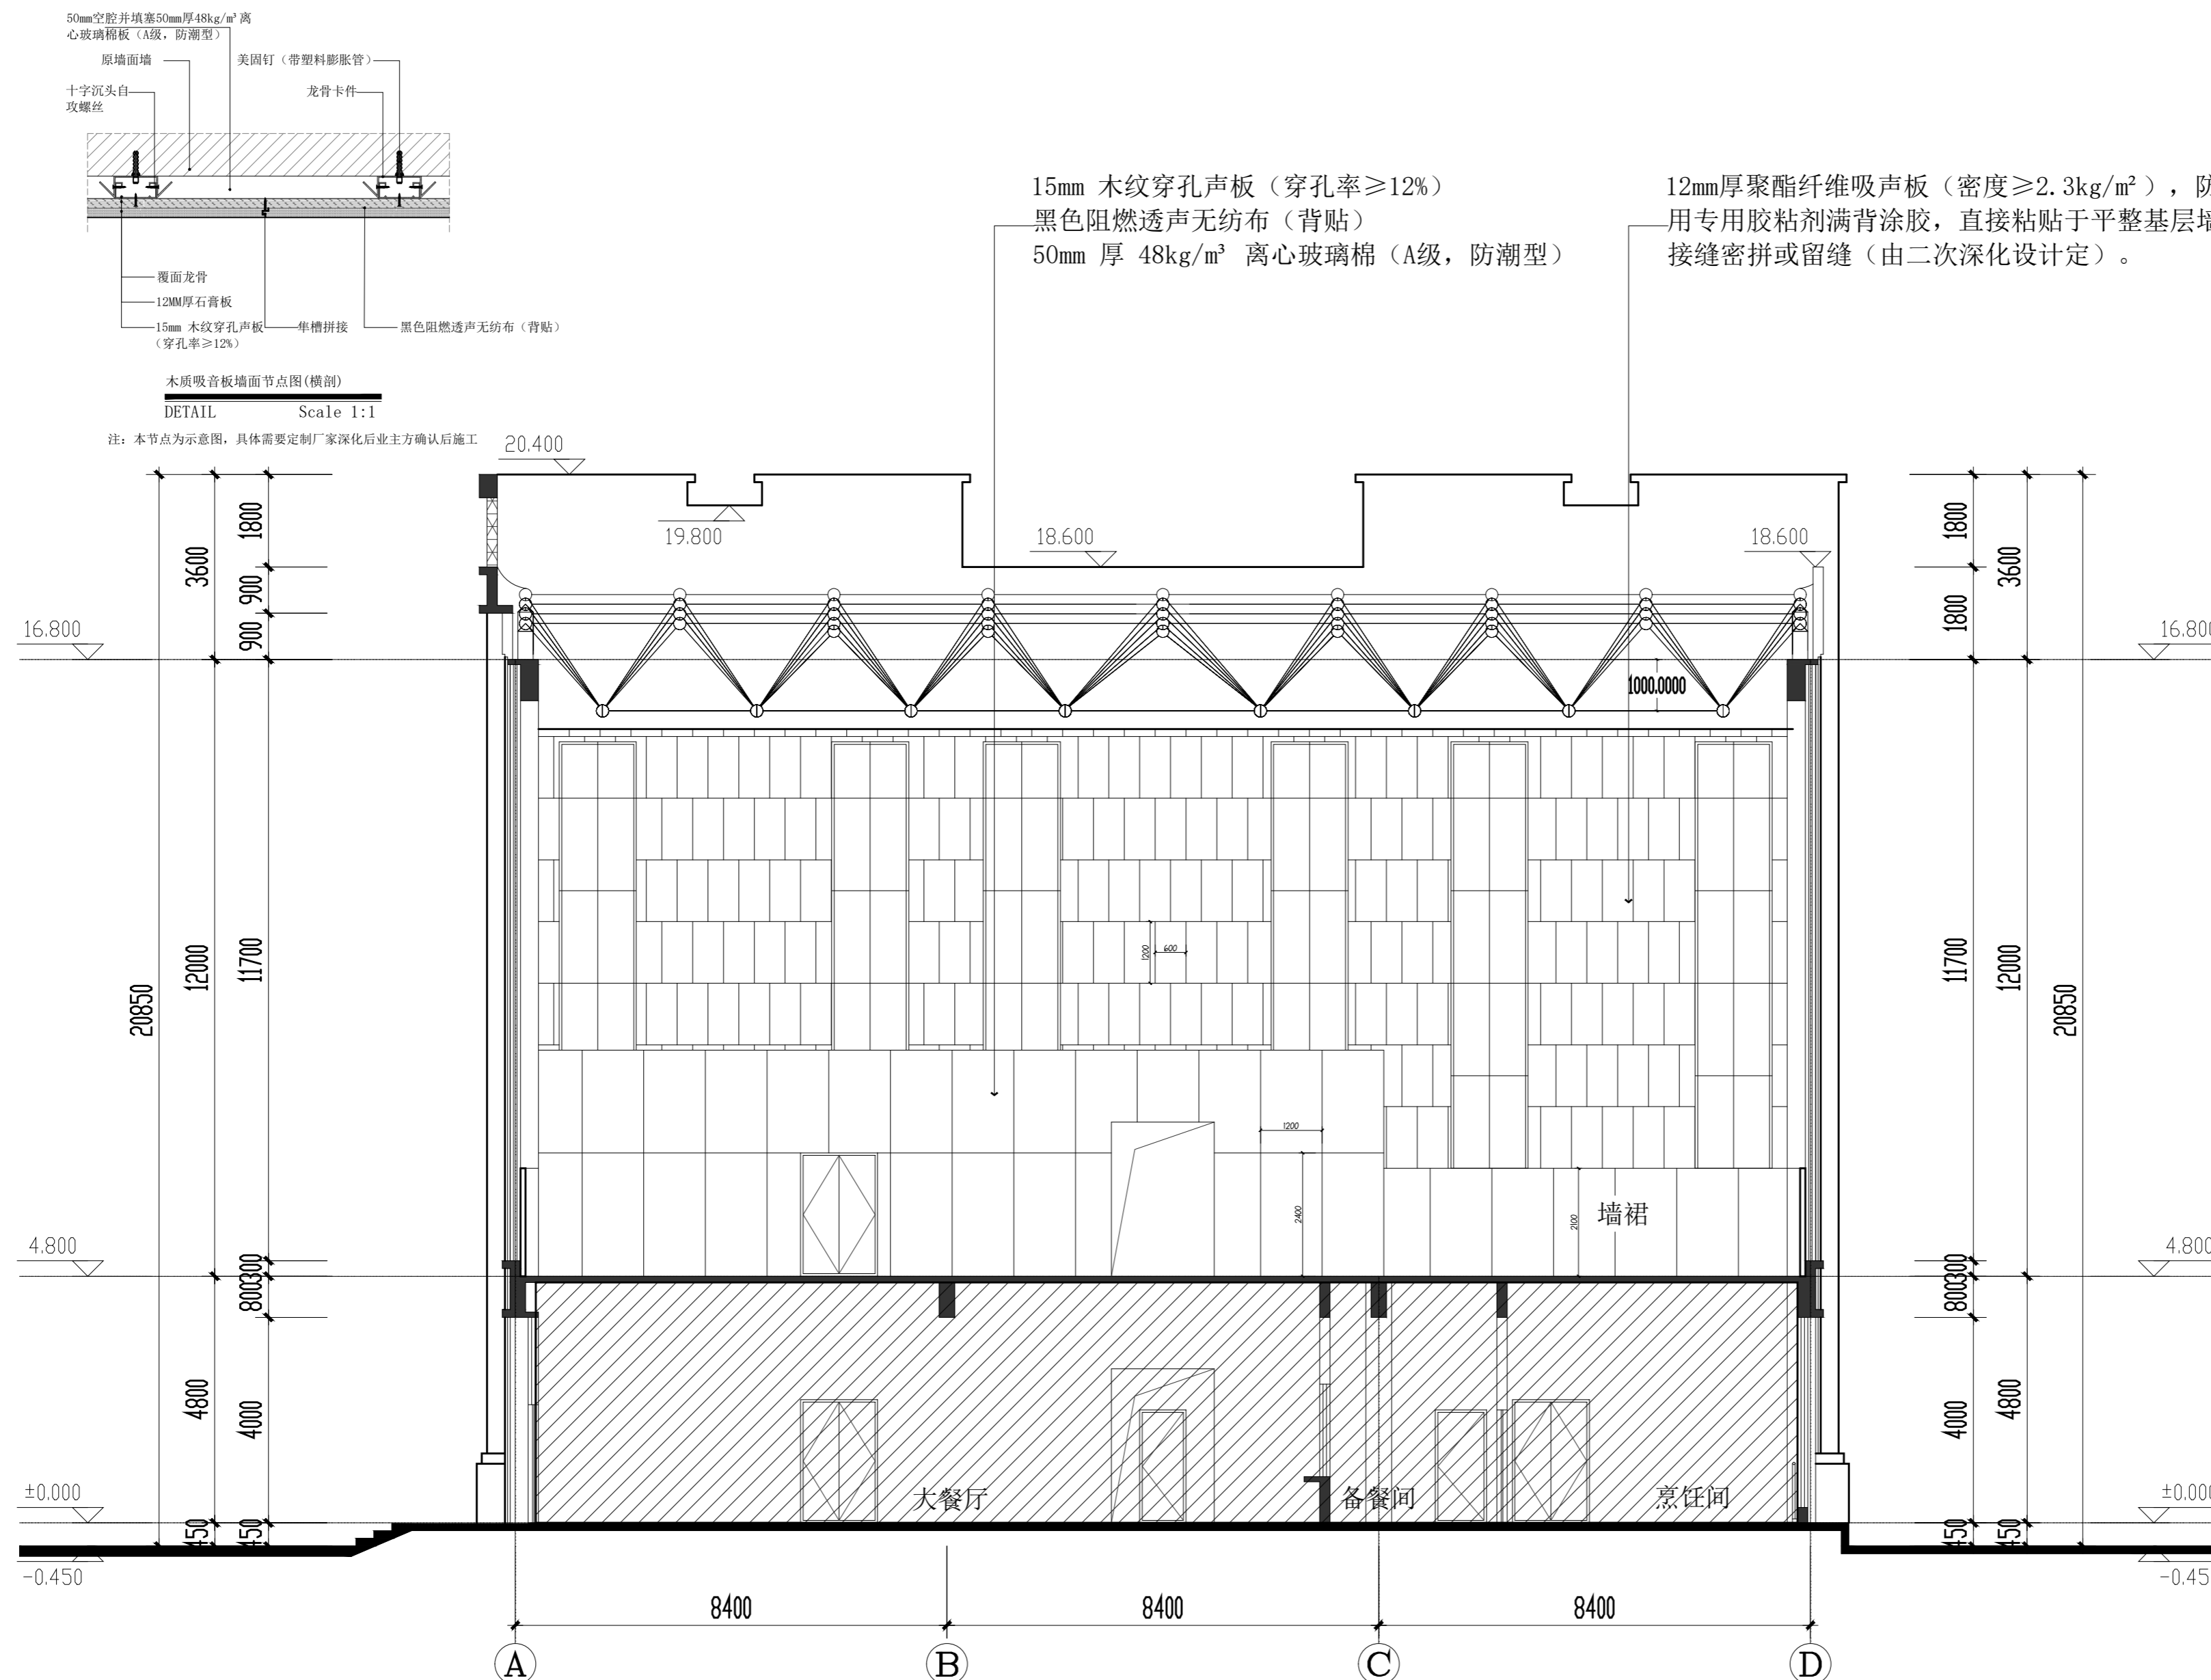 50mm空腔并填塞50mm厚48kg/m³离
心玻璃棉板（A级，防潮型）
原墙面墙
美固钉（带塑料膨胀管）
十字沉头自
攻螺丝
龙骨卡件
覆面龙骨
12MM厚石膏板
15mm 木纹穿孔声板
（穿孔率≥12%）
隼槽拼接
黑色阻燃透声无纺布（背贴）
木质吸音板墙面节点图(横剖)
DETAIL Scale 1:1
注：本节点为示意图，具体需要定制厂家深化后业主方确认后施工
15mm 木纹穿孔声板（穿孔率≥12%）
黑色阻燃透声无纺布（背贴）
50mm 厚 48kg/m³ 离心玻璃棉（A级，防潮型）
12mm厚聚酯纤维吸声板（密度≥2.3kg/m²），防
用专用胶粘剂满背涂胶，直接粘贴于平整基层墙
接缝密拼或留缝（由二次深化设计定）。
20.400
19.800
18.600
18.600
1800
3600
900
900
16.800
12000
11700
20850
4.800
300
800
4800
4000
±0.000
450
450
-0.450
1000.0000
1200
600
1200
2400
2100
墙裙
大餐厅
备餐间
烹饪间
1800
3600
1800
16.800
11700
12000
20850
4.800
300
800
4000
4800
±0.000
450
450
-0.45
8400
8400
8400
A
B
C
D